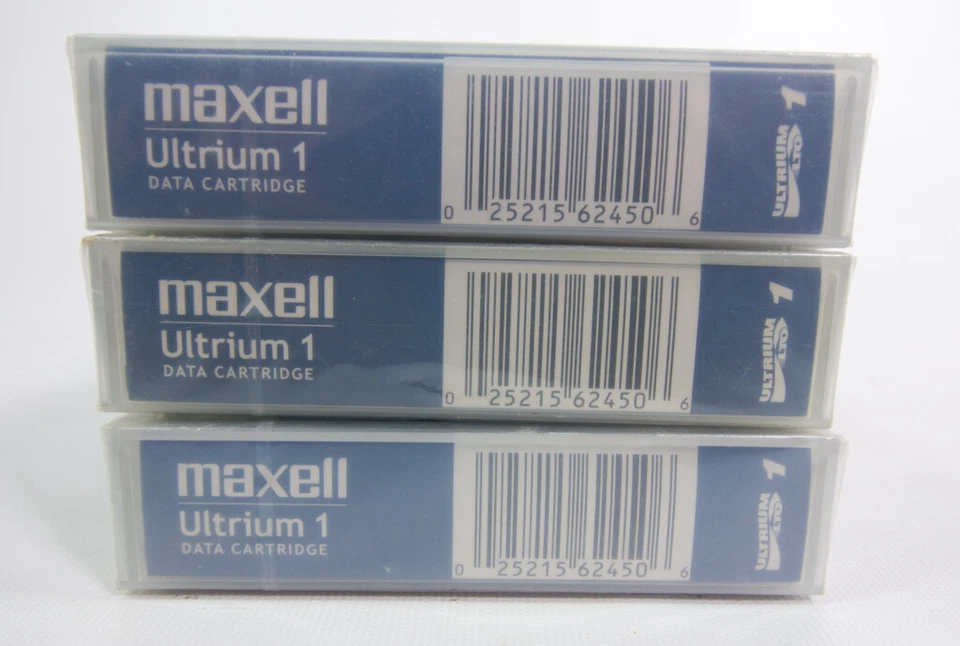 maxell
Ultrium 1
DATA CARTRIDGE
0 25215 62450 6
ULTRIUM LTO 1
maxell
Ultrium 1
DATA CARTRIDGE
0 25215 62450 6
ULTRIUM LTO 1
maxell
Ultrium 1
DATA CARTRIDGE
0 25215 62450 6
ULTRIUM LTO 1